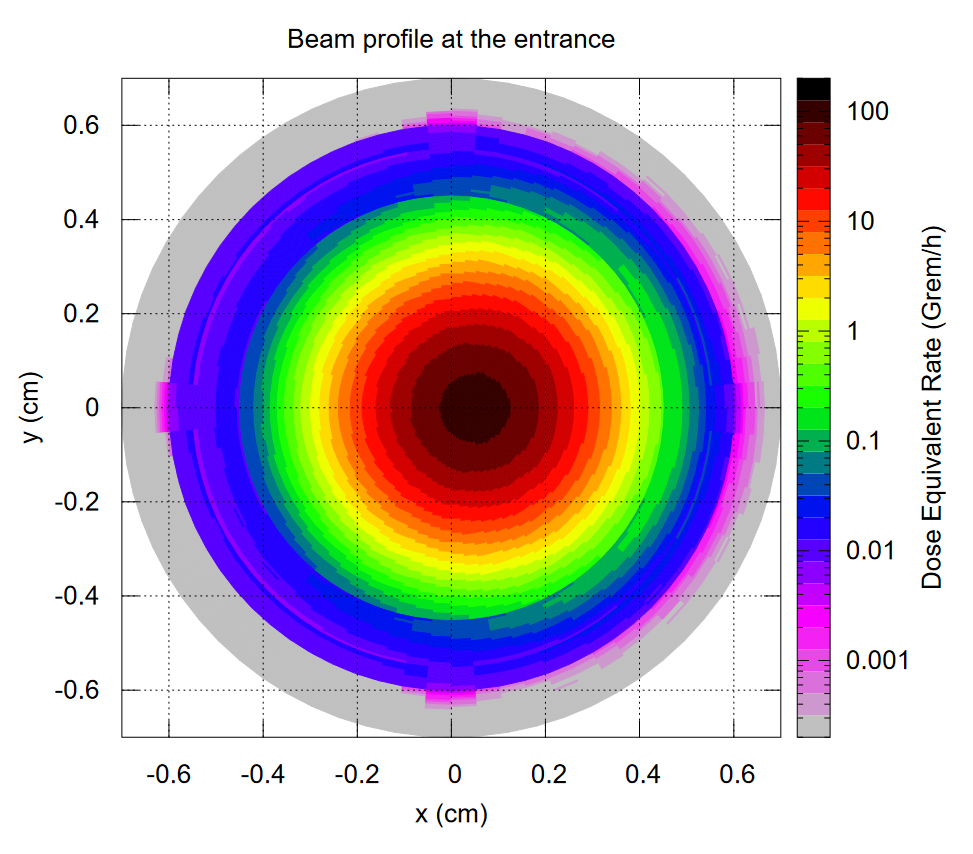 Beam profile at the entrance
0.6
0.4
0.2
0
-0.2
-0.4
-0.6
y (cm)
-0.6 -0.4 -0.2 0 0.2 0.4 0.6
x (cm)
100
10
1
0.1
0.01
0.001
Dose Equivalent Rate (Grem/h)